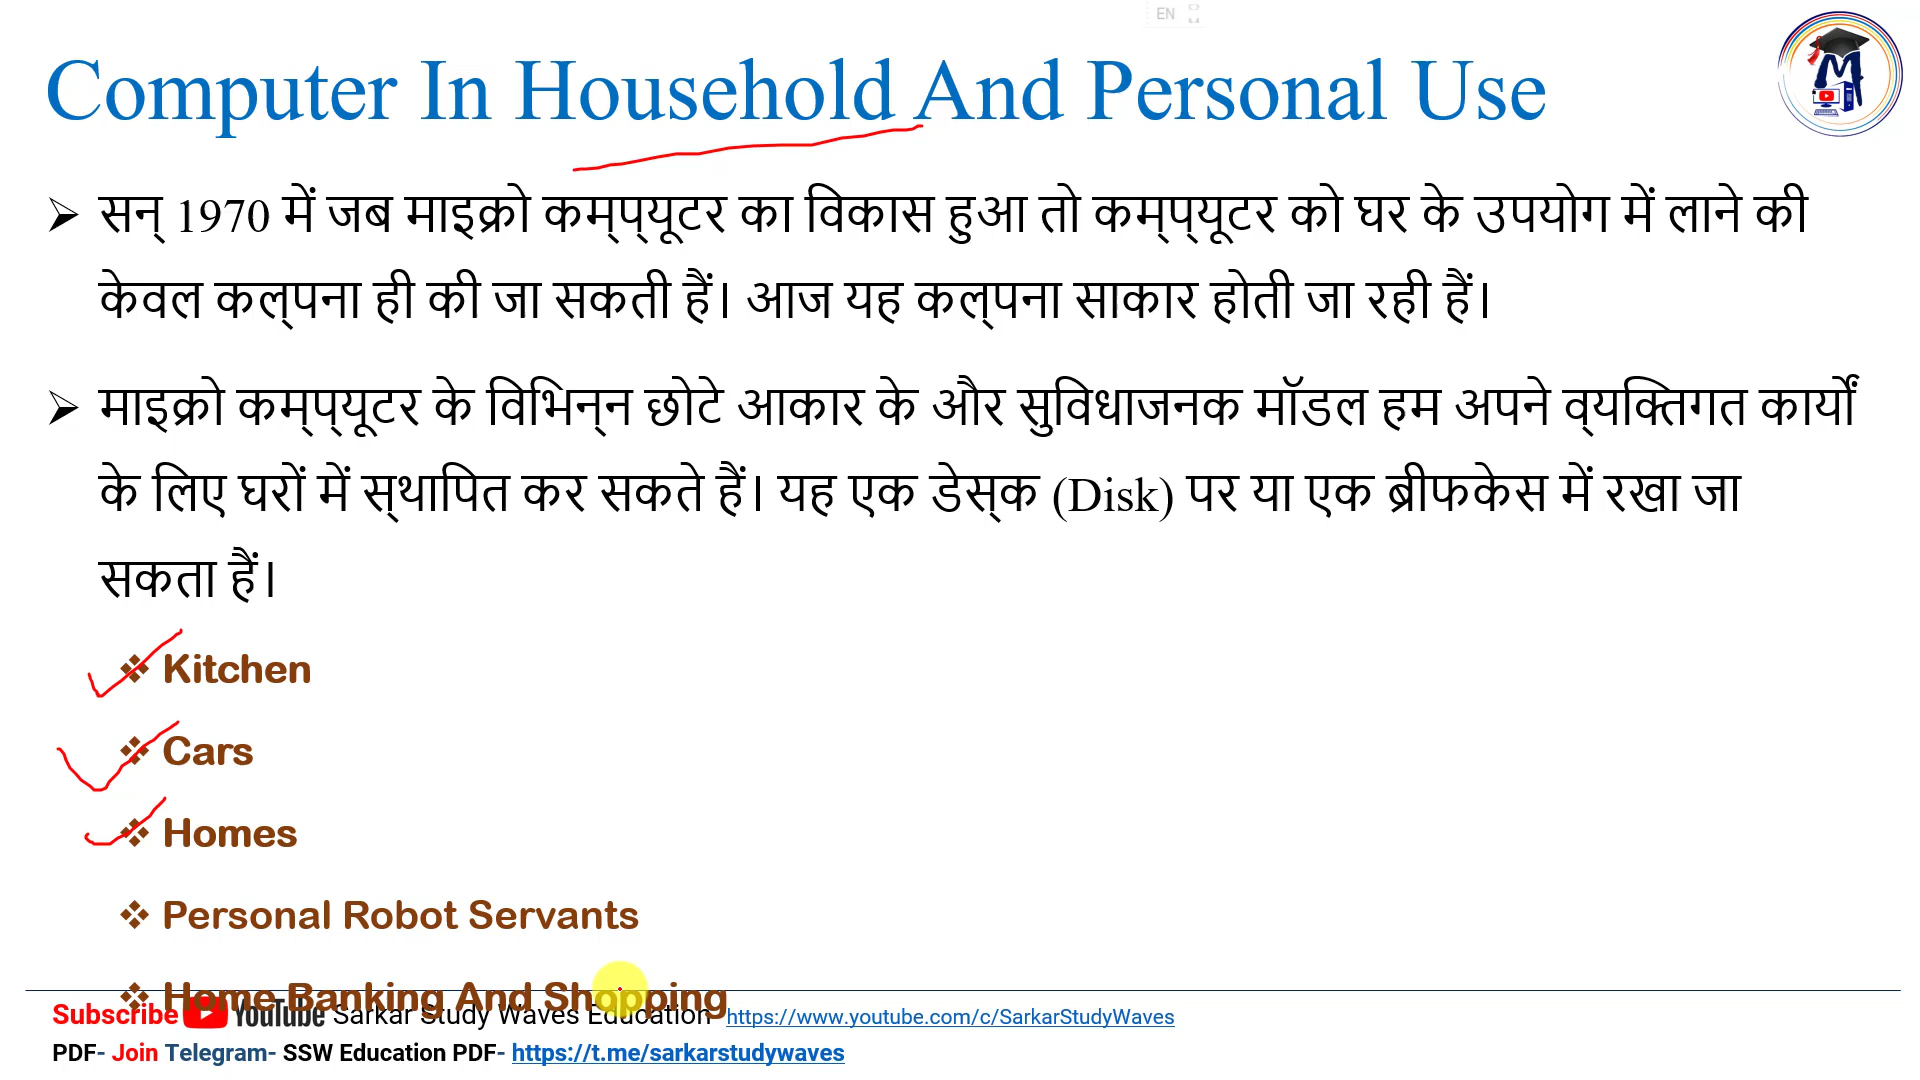 EN
Computer In Household And Personal Use
सन् 1970 में जब माइक्रो कम्प्यूटर का विकास हुआ तो कम्प्यूटर को घर के उपयोग में लाने की
केवल कल्पना ही की जा सकती हैं। आज यह कल्पना साकार होती जा रही हैं।
माइक्रो कम्प्यूटर के विभिन्न छोटे आकार के और सुविधाजनक मॉडल हम अपने व्यक्तिगत कार्यों
के लिए घरों में स्थापित कर सकते हैं। यह एक डेस्क (Disk) पर या एक ब्रीफकेस में रखा जा
सकता हैं।
Kitchen
Cars
Homes
Personal Robot Servants
Home Banking And Shopping
Subscribe YouTube Sarkar Study Waves Education- https://www.youtube.com/c/SarkarStudyWaves
PDF- Join Telegram- SSW Education PDF- https://t.me/sarkarstudywaves